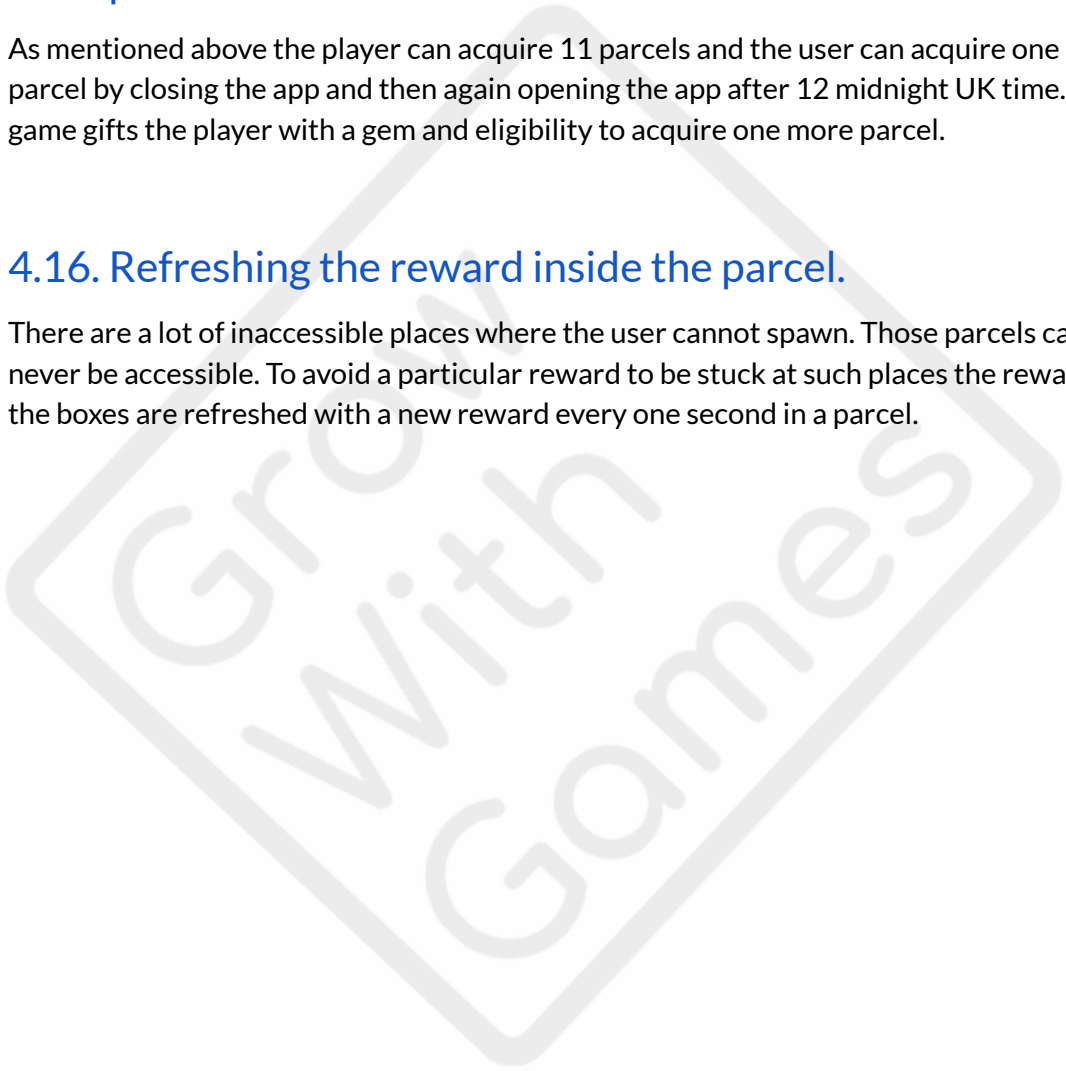 As mentioned above the player can acquire 11 parcels and the user can acquire one
parcel by closing the app and then again opening the app after 12 midnight UK time.
game gifts the player with a gem and eligibility to acquire one more parcel.
4.16. Refreshing the reward inside the parcel.
There are a lot of inaccessible places where the user cannot spawn. Those parcels
never be accessible. To avoid a particular reward to be stuck at such places the
the boxes are refreshed with a new reward every one second in a parcel.
Grow
With
Games